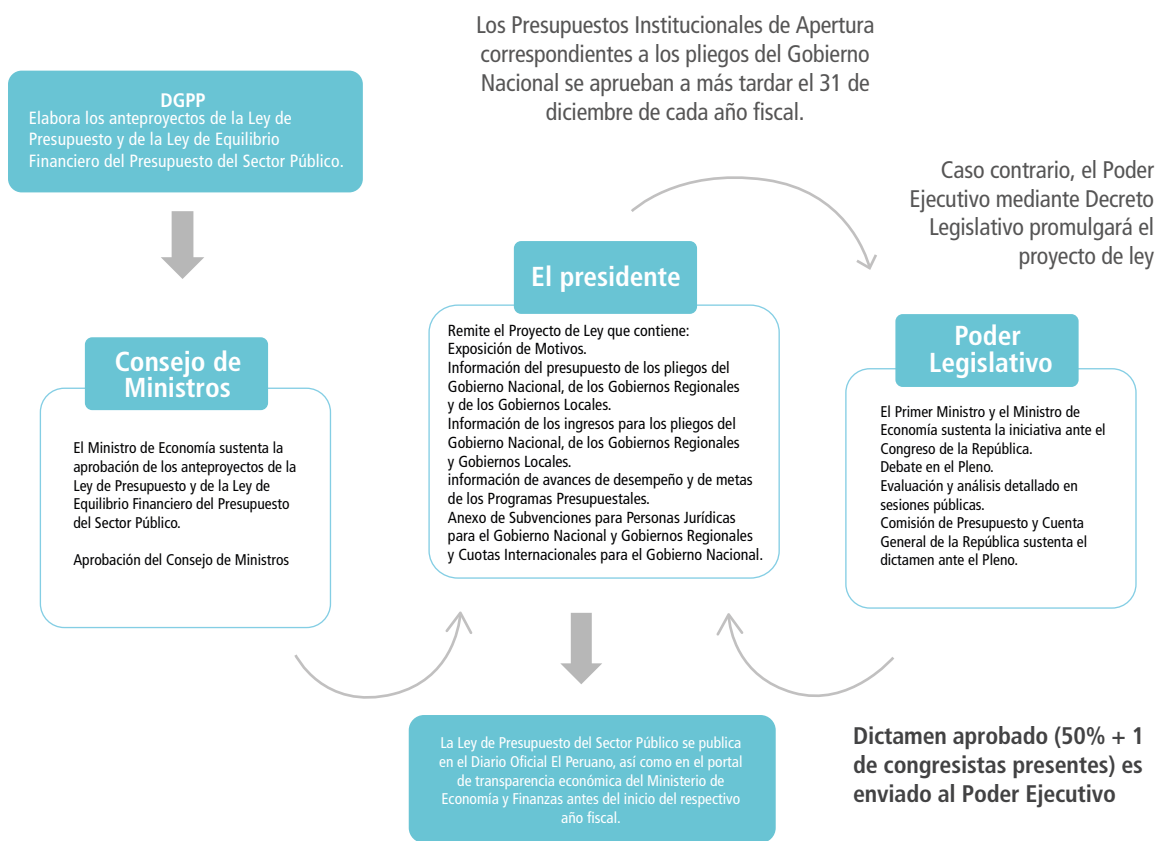 Los Presupuestos Institucionales de Apertura
correspondientes a los pliegos del Gobierno
Nacional se aprueban a más tardar el 31 de
diciembre de cada año fiscal.
DGPP
Elabora los anteproyectos de la Ley de
Presupuesto y de la Ley de Equilibrio
Financiero del Presupuesto del Sector Público.
Caso contrario, el Poder
Ejecutivo mediante Decreto
Legislativo promulgará el
proyecto de ley
Consejo de
Ministros
El Ministro de Economía sustenta la
aprobación de los anteproyectos de la
Ley de Presupuesto y de la Ley de
Equilibrio Financiero del Presupuesto
del Sector Público.
Aprobación del Consejo de Ministros
El presidente
Remite el Proyecto de Ley que contiene:
Exposición de Motivos.
Información del presupuesto de los pliegos del
Gobierno Nacional, de los Gobiernos Regionales
y de los Gobiernos Locales.
Información de los ingresos para los pliegos del
Gobierno Nacional, de los Gobiernos Regionales
y Gobiernos Locales.
información de avances de desempeño y de metas
de los Programas Presupuestales.
Anexo de Subvenciones para Personas Jurídicas
para el Gobierno Nacional y Gobiernos Regionales
y Cuotas Internacionales para el Gobierno Nacional.
Poder
Legislativo
El Primer Ministro y el Ministro de
Economía sustenta la iniciativa ante el
Congreso de la República.
Debate en el Pleno.
Evaluación y análisis detallado en
sesiones públicas.
Comisión de Presupuesto y Cuenta
General de la República sustenta el
dictamen ante el Pleno.
La Ley de Presupuesto del Sector Público se publica
en el Diario Oficial El Peruano, así como en el portal
de transparencia económica del Ministerio de
Economía y Finanzas antes del inicio del respectivo
año fiscal.
Dictamen aprobado (50% + 1
de congresistas presentes) es
enviado al Poder Ejecutivo